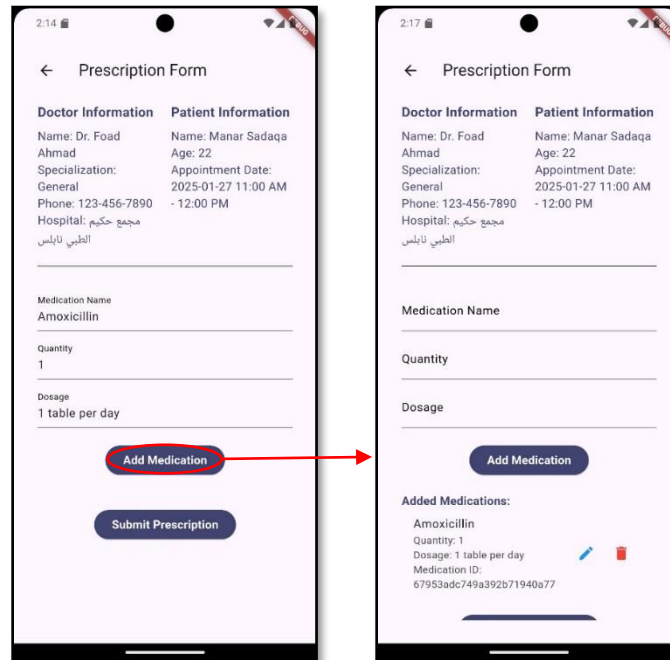 2:14
Prescription Form
Doctor Information
Name: Dr. Foad
Ahmad
Specialization:
General
Phone: 123-456-7890
Hospital: مجمع حكيم
الطبي نابلس
Patient Information
Name: Manar Sadaqa
Age: 22
Appointment Date:
2025-01-27 11:00 AM
- 12:00 PM
Medication Name
Amoxicillin
Quantity
1
Dosage
1 table per day
Add Medication
Submit Prescription
2:17
Prescription Form
Doctor Information
Name: Dr. Foad
Ahmad
Specialization:
General
Phone: 123-456-7890
Hospital: مجمع حكيم
الطبي نابلس
Patient Information
Name: Manar Sadaqa
Age: 22
Appointment Date:
2025-01-27 11:00 AM
- 12:00 PM
Medication Name
Quantity
Dosage
Add Medication
Added Medications:
Amoxicillin
Quantity: 1
Dosage: 1 table per day
Medication ID:
67953adc749a392b71940a77